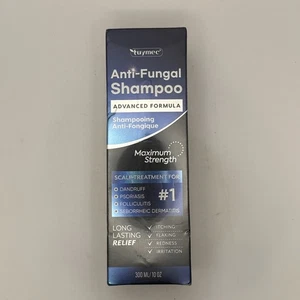 Anti-Fungal
Shampoo
ADVANCED FORMULA
Shampooing
Anti-Fongique
Maximum
Strength
SCALP TREATMENT FOR
DANDRUFF
PSORIASIS
FOLLICULITIS
SEBORRHEIC DERMATITIS
#1
LONG
LASTING
RELIEF
ITCHING
FLAKING
REDNESS
IRRITATION
300 Ml / 10 OZ